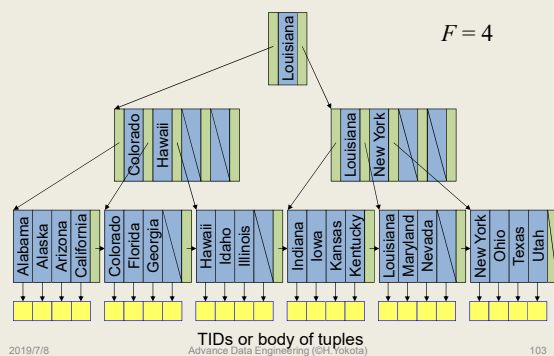 Louisiana
F = 4
Colorado
Hawaii
Louisiana
New York
Alabama
Alaska
Arizona
California
Colorado
Florida
Georgia
Hawaii
Idaho
Illinois
Indiana
Iowa
Kansas
Kentucky
Louisiana
Maryland
Nevada
New York
Ohio
Texas
Utah
TIDs or body of tuples
2019/7/8
Advance Data Engineering (©H.Yokota)
103